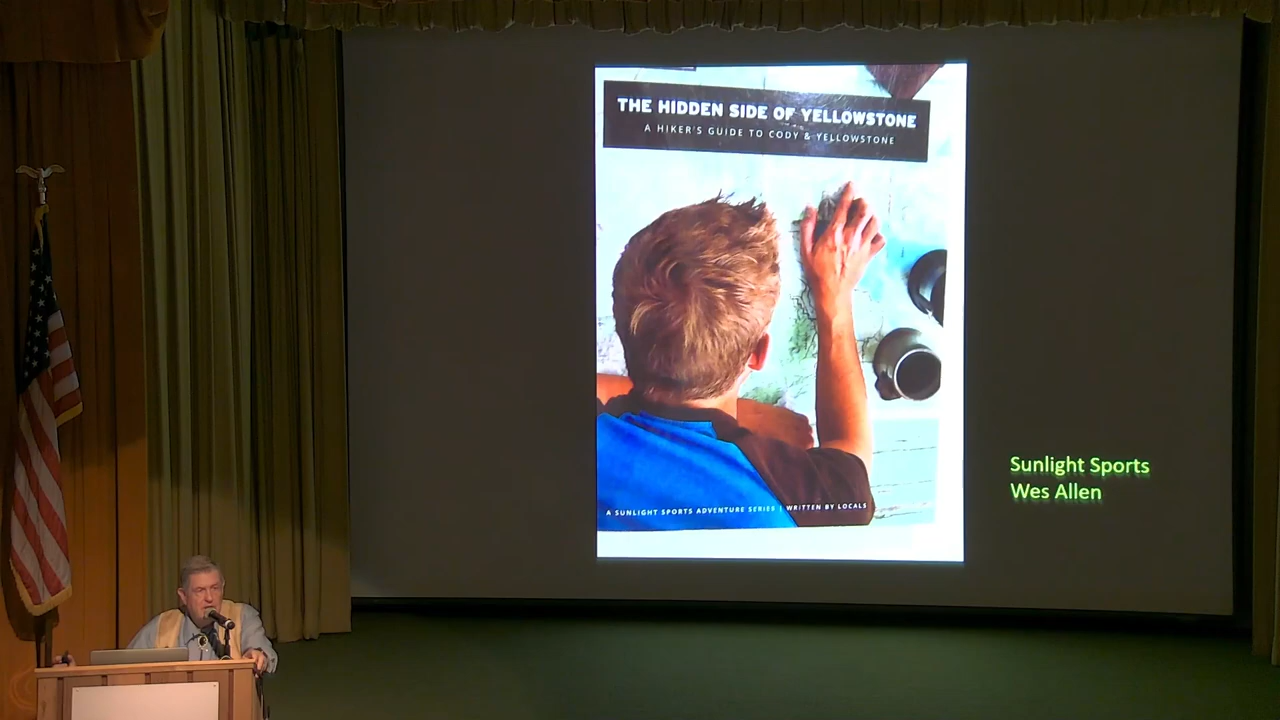 THE HIDDEN SIDE OF YELLOWSTONE
A HIKER'S GUIDE TO CODY & YELLOWSTONE
A SUNLIGHT SPORTS ADVENTURE SERIES | WRITTEN BY LOCALS
Sunlight Sports
Wes Allen